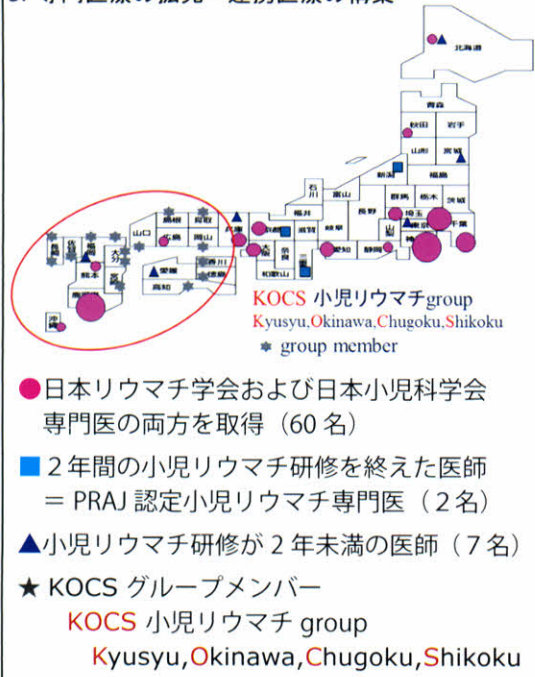 北海道
青森
秋田 岩手
山形 宮城
新潟 福島
石川 富山 群馬 栃木 茨城
長野 埼玉 千葉
福井 山梨 東京
岐阜 神
滋賀
島根 鳥取 兵庫 京都
山口 広島 岡山 大阪 奈良 三重 愛知 静岡
長崎 佐賀 福岡 大分 香川 和歌山
熊本 宮崎 愛媛 徳島
高知
沖縄
KOCS 小児リウマチgroup
Kyusyu,Okinawa,Chugoku,Shikoku
* group member
●日本リウマチ学会および日本小児科学会
専門医の両方を取得（60 名）
■２年間の小児リウマチ研修を終えた医師
＝ PRAJ 認定小児リウマチ専門医（２名）
▲小児リウマチ研修が 2 年未満の医師（７名）
★ KOCS グループメンバー
KOCS 小児リウマチ group
Kyusyu,Okinawa,Chugoku,Shikoku